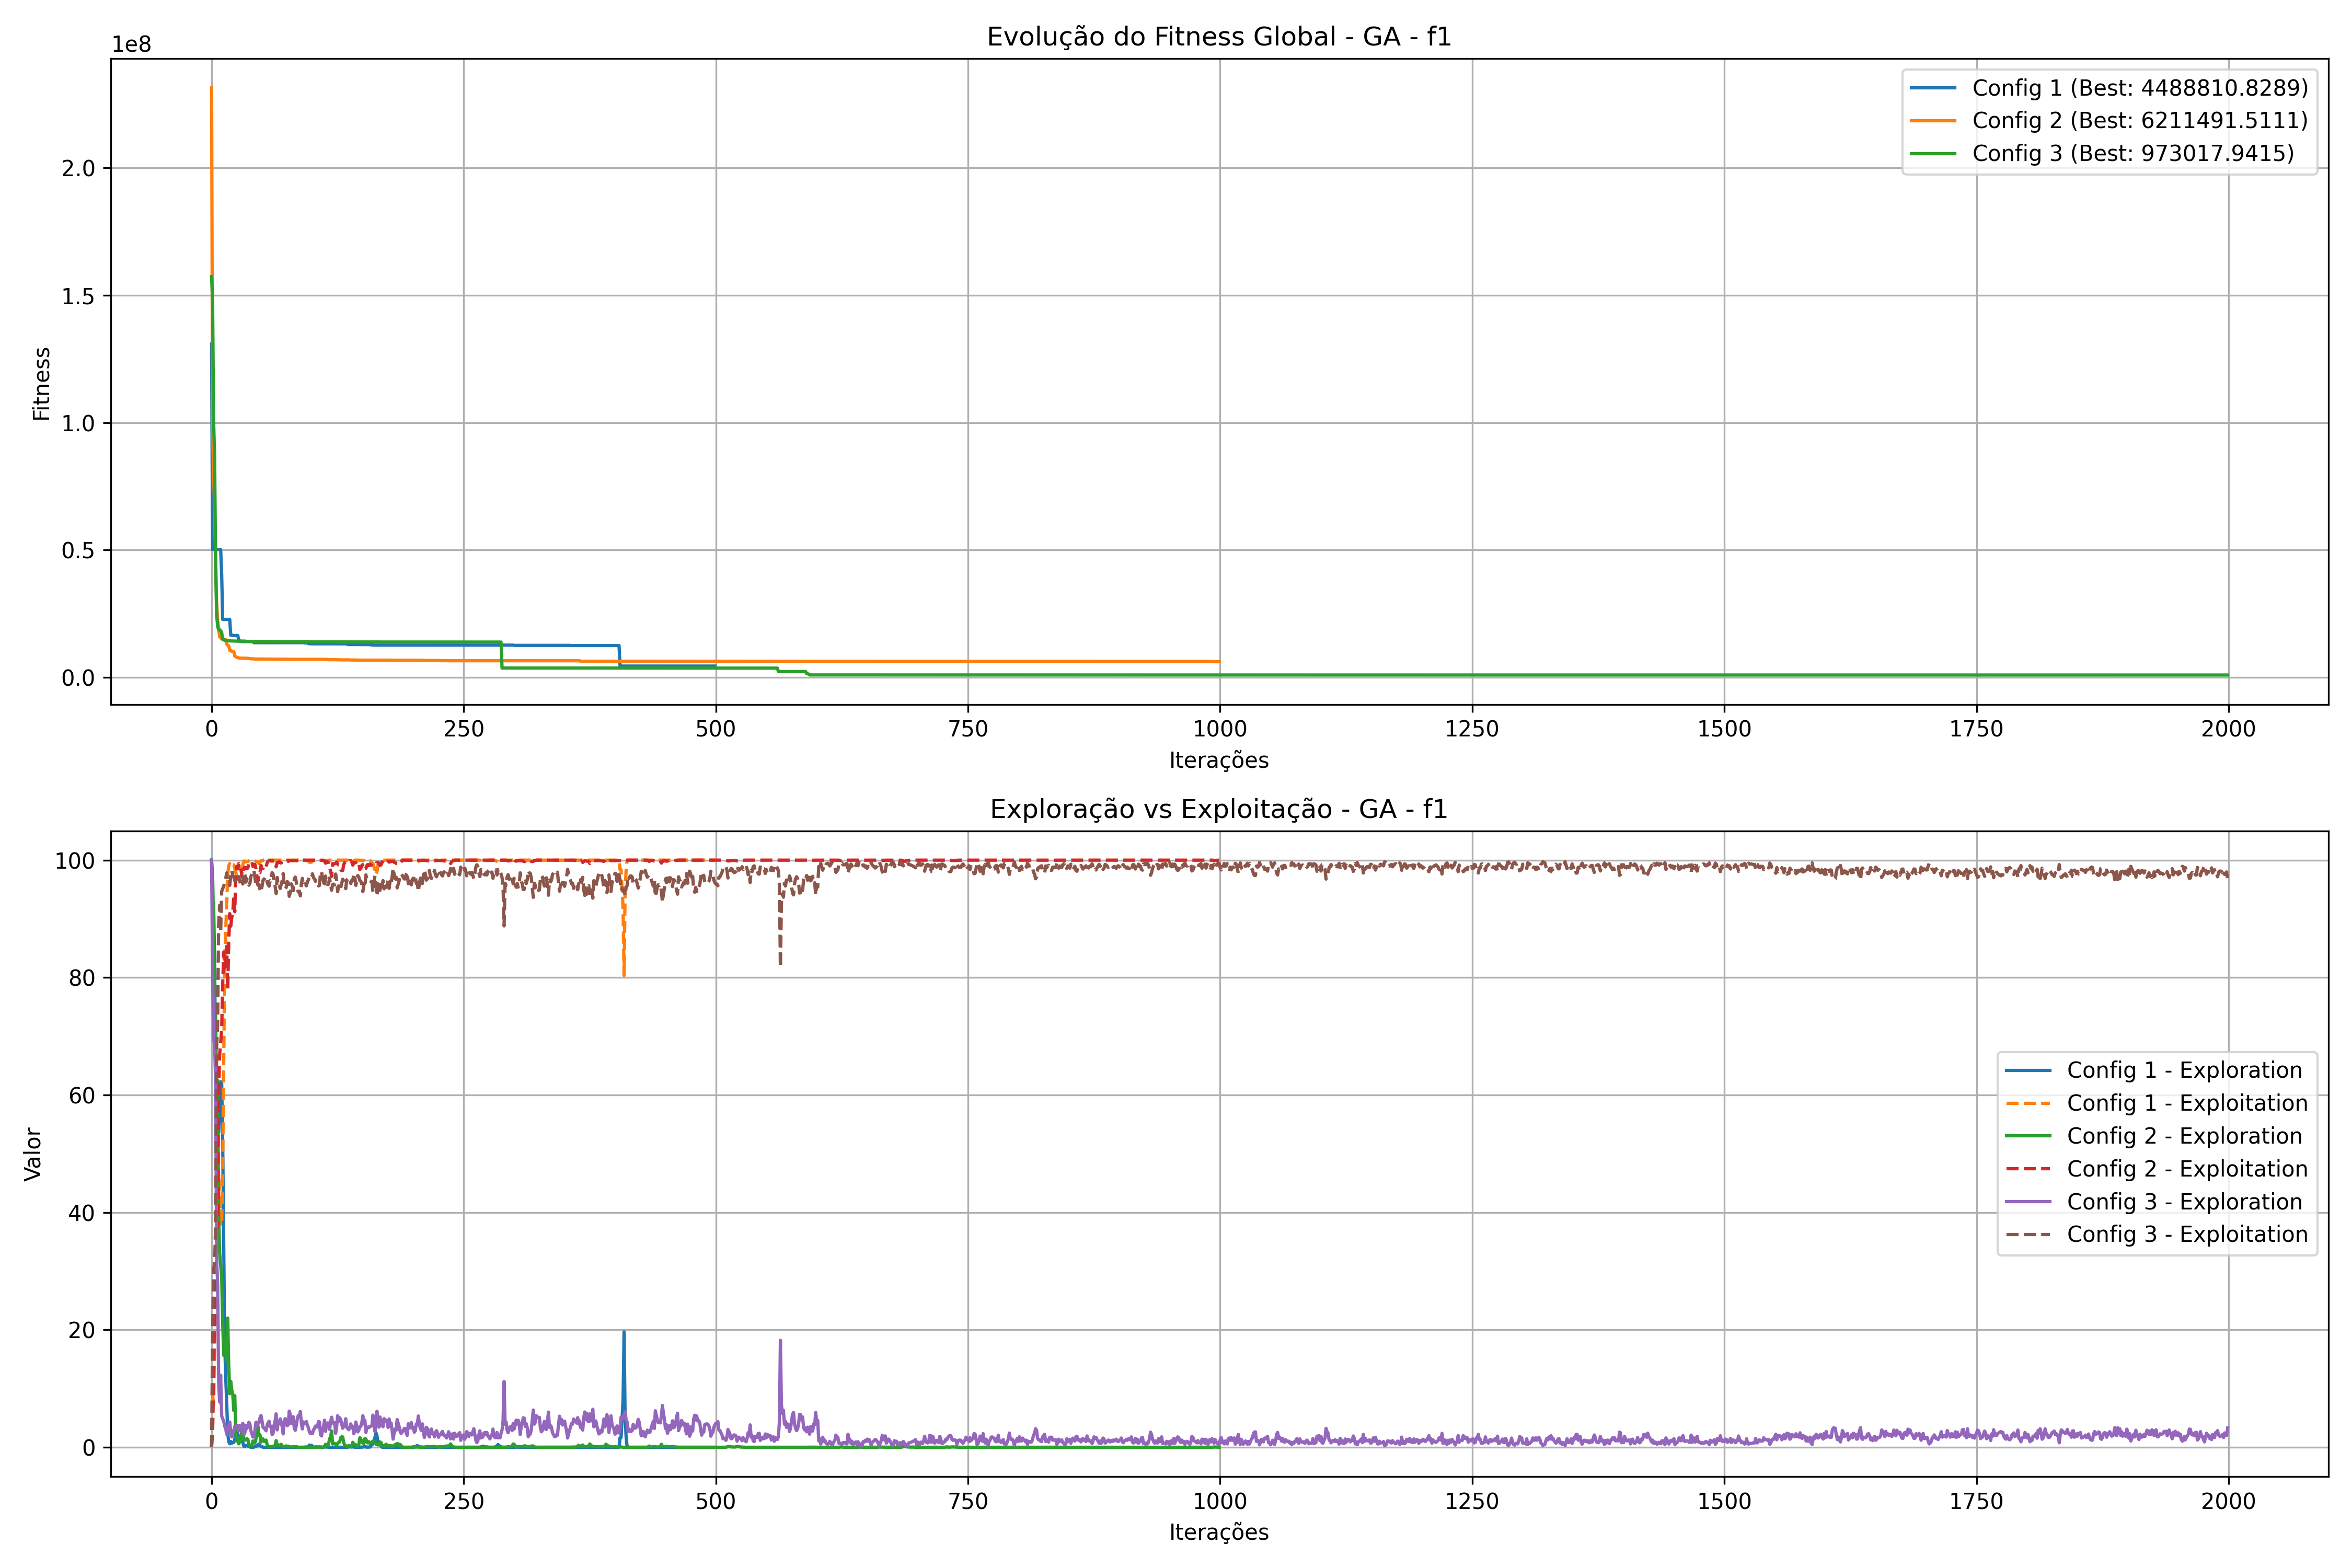 Evolução do Fitness Global - GA - f1
1e8
Config 1 (Best: 4488810.8289)
Config 2 (Best: 6211491.5111)
Config 3 (Best: 973017.9415)
2.0
1.5
1.0
0.5
0.0
Fitness
0 250 500 750 1000 1250 1500 1750 2000
Iterações
Exploração vs Exploitação - GA - f1
100
80
60
40
20
0
Valor
Config 1 - Exploration
Config 1 - Exploitation
Config 2 - Exploration
Config 2 - Exploitation
Config 3 - Exploration
Config 3 - Exploitation
0 250 500 750 1000 1250 1500 1750 2000
Iterações